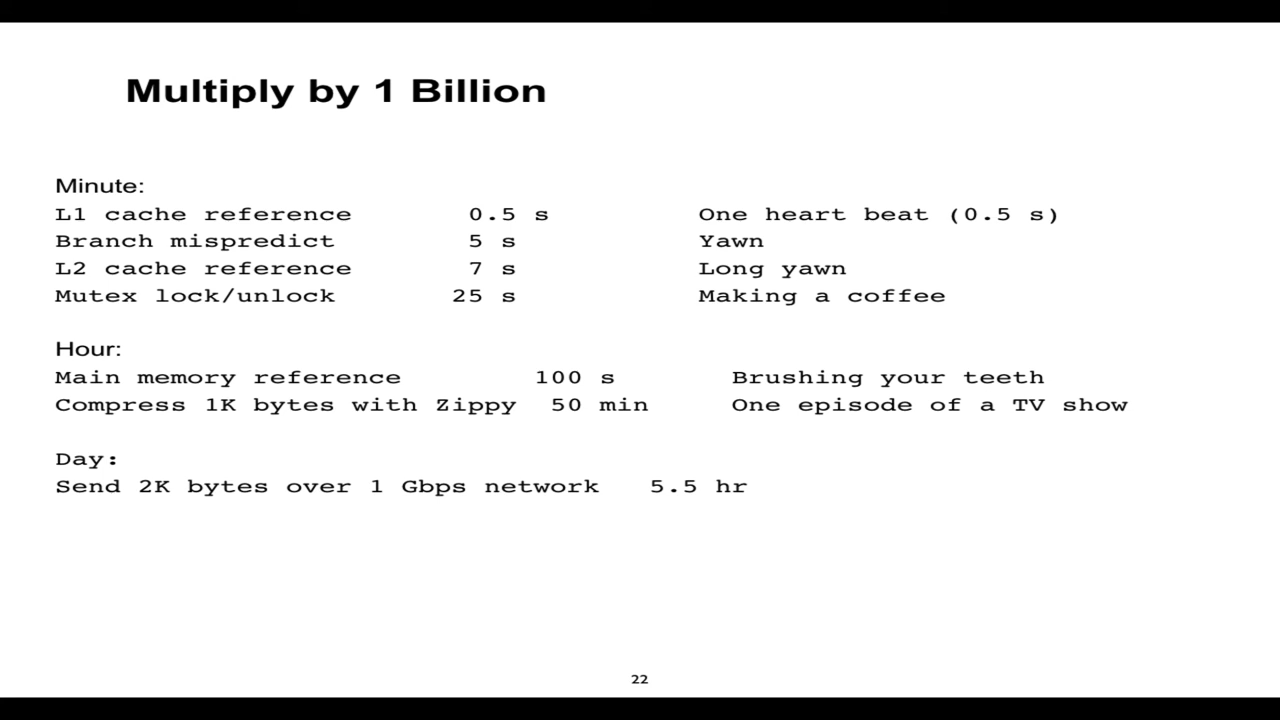 Multiply by 1 Billion
Minute:
L1 cache reference 0.5 s One heart beat (0.5 s)
Branch mispredict 5 s Yawn
L2 cache reference 7 s Long yawn
Mutex lock/unlock 25 s Making a coffee
Hour:
Main memory reference 100 s Brushing your teeth
Compress 1K bytes with Zippy 50 min One episode of a TV show
Day:
Send 2K bytes over 1 Gbps network 5.5 hr
22